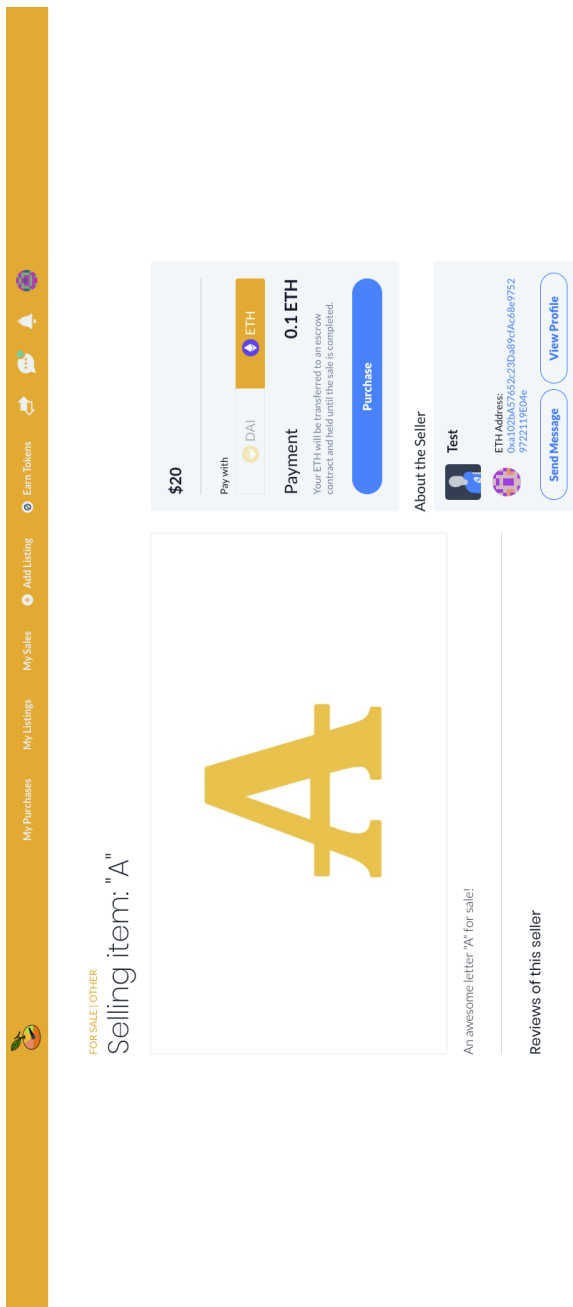 My Purchases
My Listings
My Sales
Add Listing
Earn Tokens
FOR SALE | OTHER
Selling item: "A"
A
An awesome letter "A" for sale!
Reviews of this seller
$20
Pay with
DAI
ETH
Payment
0.1 ETH
Your ETH will be transferred to an escrow
contract and held until the sale is completed.
Purchase
About the Seller
Test
ETH Address:
0xa102bA57652c23Da89cfAc68e9752
9722119E04e
Send Message
View Profile